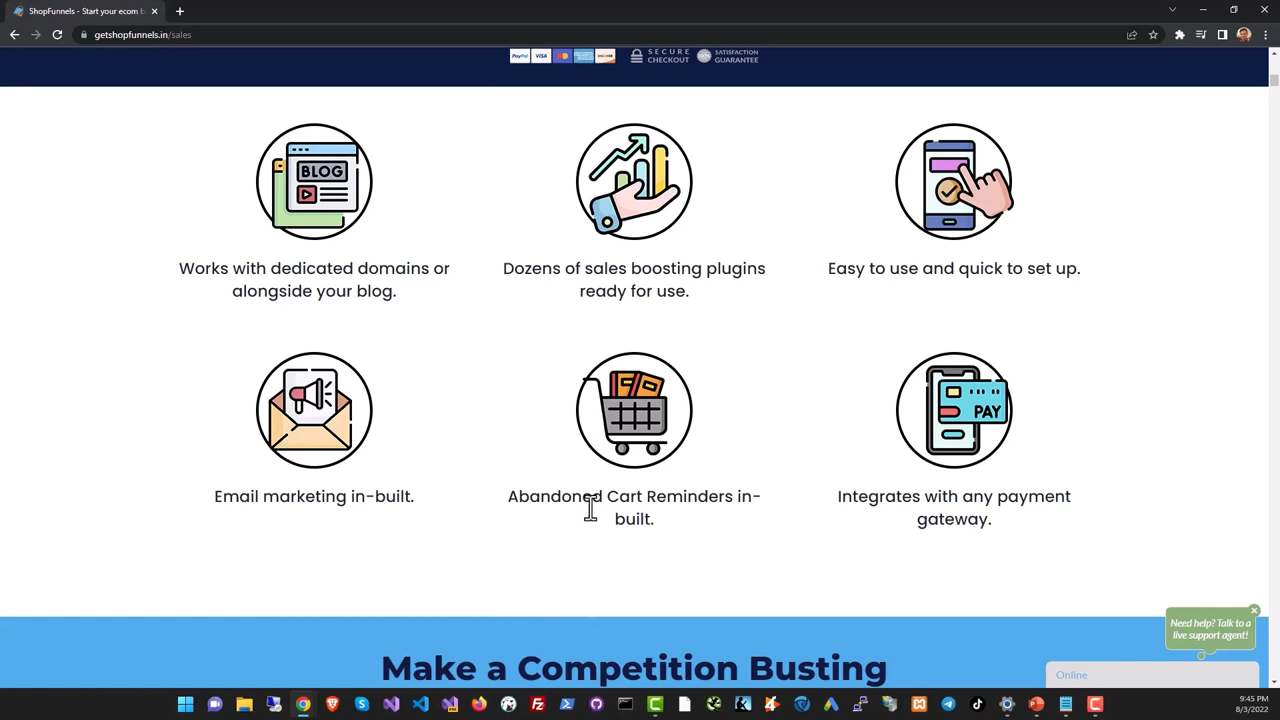 ShopFunnels - Start your ecom b
getshopfunnels.in/sales
PayPal VISA
SECURE CHECKOUT
SATISFACTION GUARANTEE
BLOG
Works with dedicated domains or
alongside your blog.
Dozens of sales boosting plugins
ready for use.
Easy to use and quick to set up.
PAY
Email marketing in-built.
Abandoned Cart Reminders in-
built.
Integrates with any payment
gateway.
Need help? Talk to a
live support agent!
Make a Competition Busting
Online
9:45 PM
8/3/2022